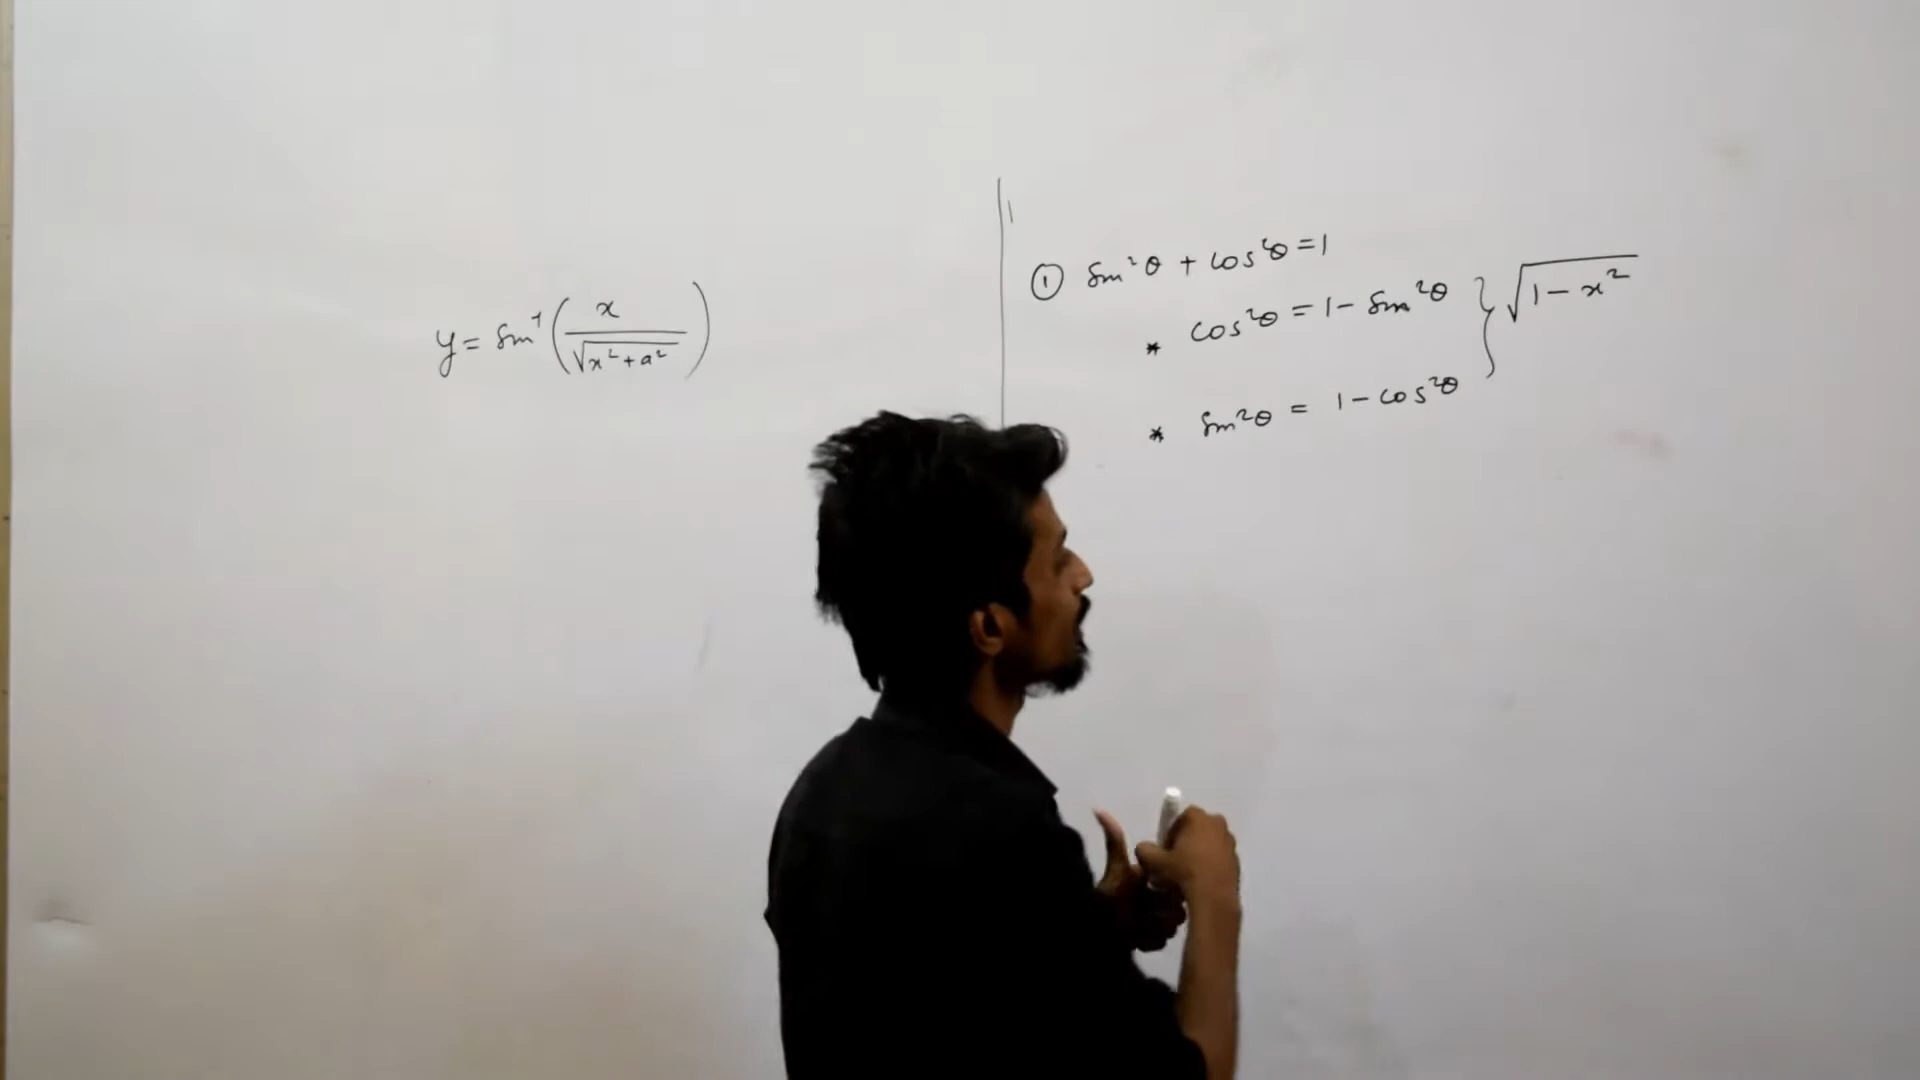 y = sin⁻¹(x/√(x²+a²))
① sin²θ + cos²θ = 1
* cos²θ = 1 - sin²θ } √(1 - x²)
* sin²θ = 1 - cos²θ